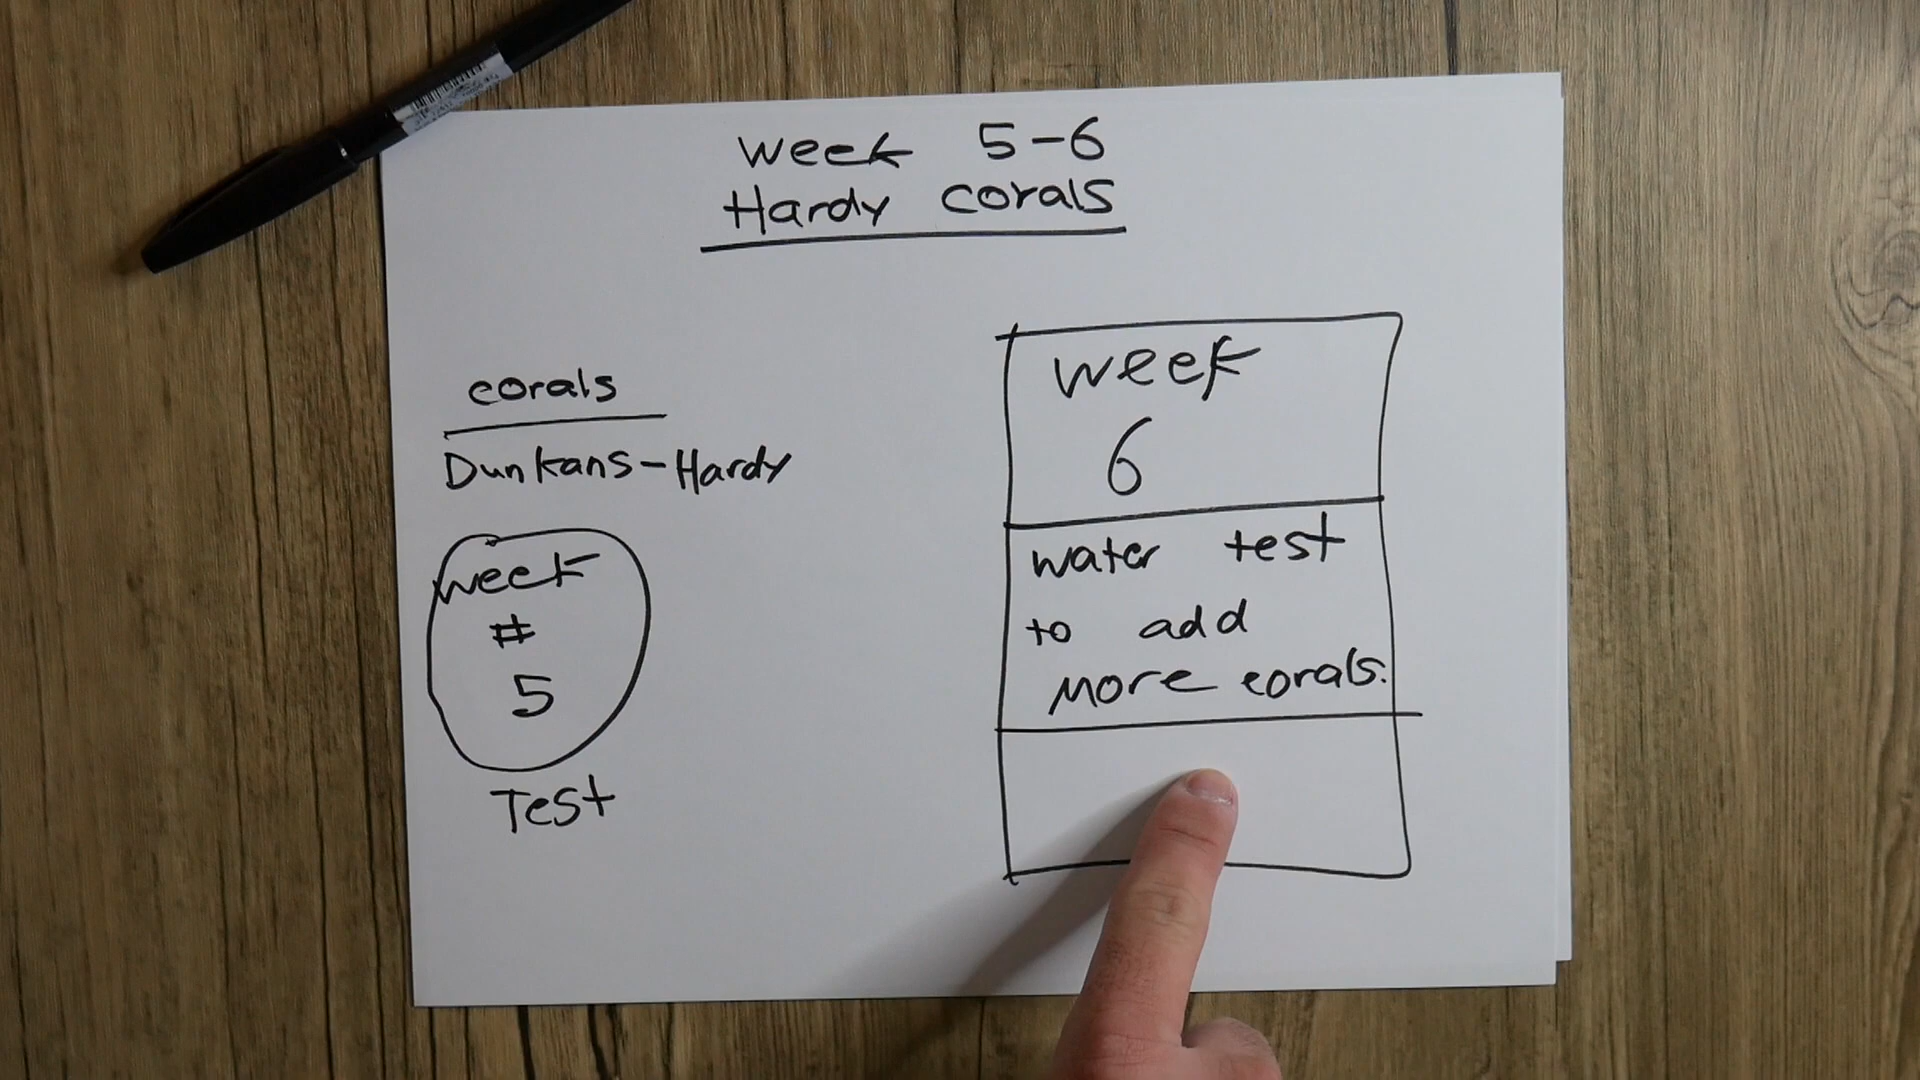 week 5-6
Hardy corals
corals
Dunkans-Hardy
week
#
5
Test
week
6
water test
to add
more corals.